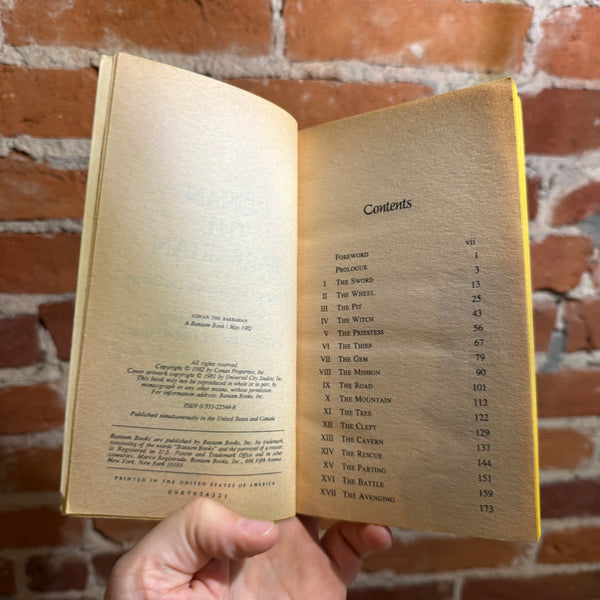 CONAN THE BARBARIAN
A Bantam Book / May 1982
All rights reserved.
Copyright © 1982 by Conan Properties, Inc.
Cover artwork copyright © 1981 by Universal City Studios, Inc.
This book may not be reproduced in whole or in part, by
mimeograph or any other means, without permission.
For information address: Bantam Books, Inc.
ISBN 0-553-22544-8
Published simultaneously in the United States and Canada
Bantam Books are published by Bantam Books, Inc. Its trademark,
consisting of the words "Bantam Books" and the portrayal of a rooster,
is Registered in U.S. Patent and Trademark Office and in other
countries. Marca Registrada. Bantam Books, Inc., 666 Fifth Avenue,
New York, New York 10103.
PRINTED IN THE UNITED STATES OF AMERICA
0 9 8 7 6 5 4 3 2 1
Contents
FOREWORD vii
PROLOGUE 1
I THE SWORD 3
II THE WHEEL 13
III THE PIT 25
IV THE WITCH 43
V THE PRIESTESS 56
VI THE THIEF 67
VII THE GEM 79
VIII THE MISSION 90
IX THE ROAD 101
X THE MOUNTAIN 112
XI THE TREE 122
XII THE CLEFT 129
XIII THE CAVERN 137
XIV THE RESCUE 144
XV THE PARTING 151
XVI THE BATTLE 159
XVII THE AVENGING 173